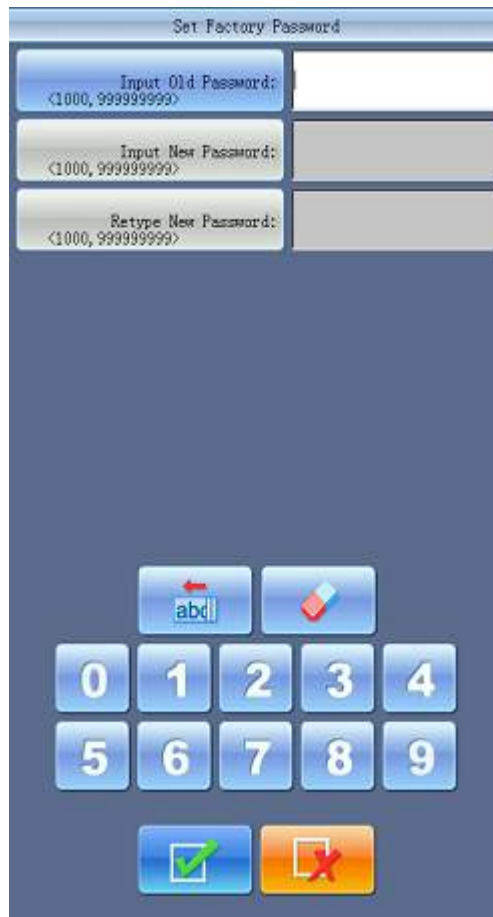 Set Factory Password
Input Old Password:
<1000, 999999999>
Input New Password:
<1000, 999999999>
Retype New Password:
<1000, 999999999>
abc
0 1 2 3 4
5 6 7 8 9